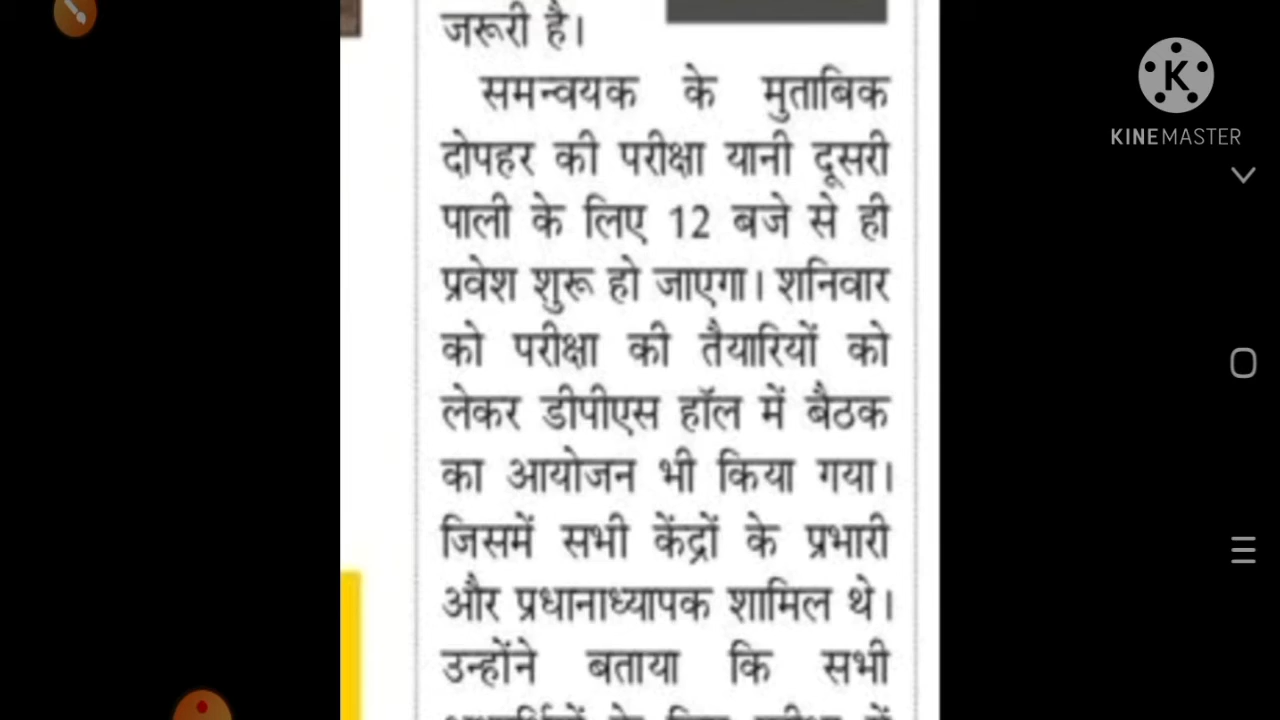 जरूरी है।
समन्वयक के मुताबिक
दोपहर की परीक्षा यानी दूसरी
पाली के लिए 12 बजे से ही
प्रवेश शुरू हो जाएगा। शनिवार
को परीक्षा की तैयारियों को
लेकर डीपीएस हॉल में बैठक
का आयोजन भी किया गया।
जिसमें सभी केंद्रों के प्रभारी
और प्रधानाध्यापक शामिल थे।
उन्होंने बताया कि सभी
K
KINEMASTER